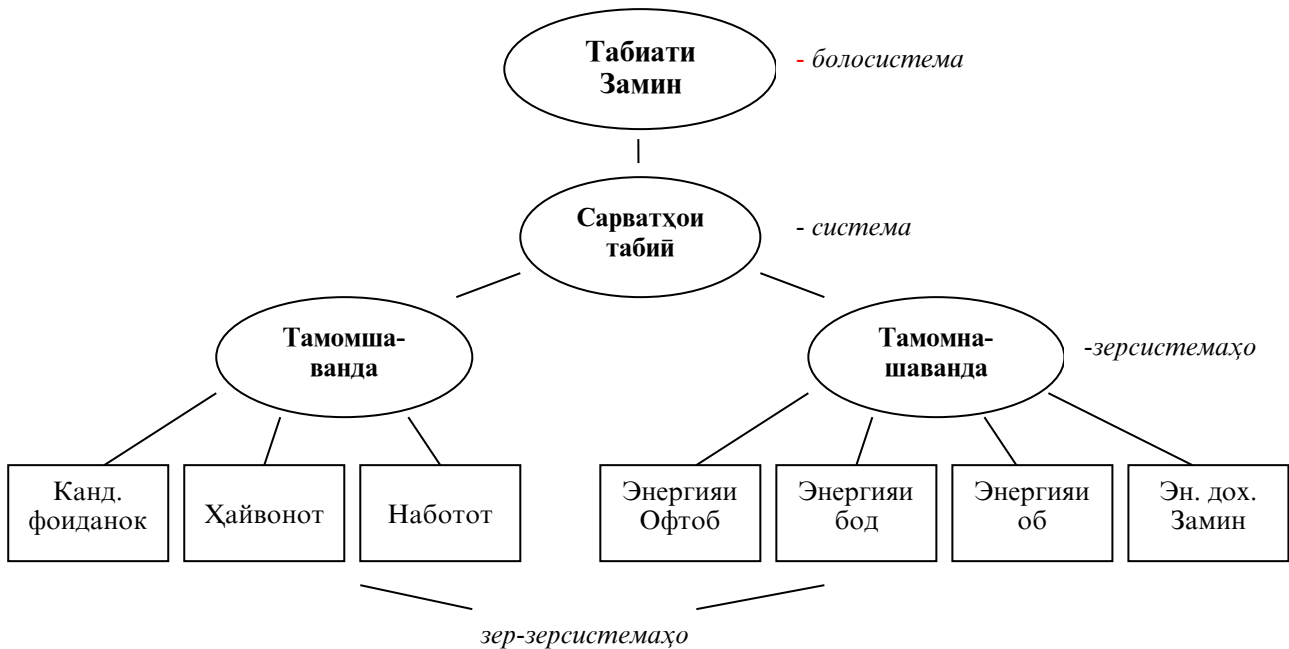 Табиати
Замин
- болосистема
Сарватҳои
табиӣ
- система
Тамомша-
ванда
Тамомна-
шаванда
-зерсистемаҳо
Канд.
фоиданок
Ҳайвонот
Наботот
Энергияи
Офтоб
Энергияи
бод
Энергияи
об
Эн. дох.
Замин
зер-зерсистемаҳо